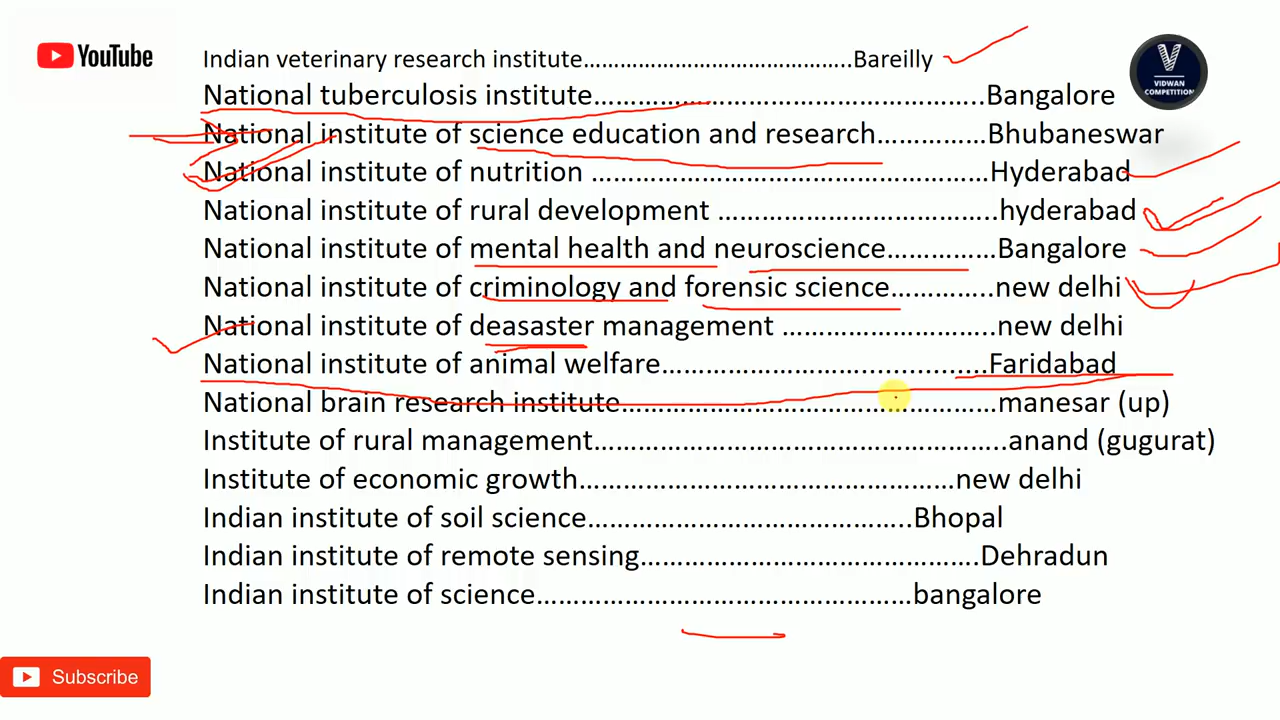 YouTube
Indian veterinary research institute……………………………………..Bareilly
VIDWAN
COMPETITION
National tuberculosis institute……………………………………………..Bangalore
National institute of science education and research……………Bhubaneswar
National institute of nutrition ………………………………………………Hyderabad
National institute of rural development ………………………………..hyderabad
National institute of mental health and neuroscience……………Bangalore
National institute of criminology and forensic science…………..new delhi
National institute of deasaster management ………………………..new delhi
National institute of animal welfare……………………………………..Faridabad
National brain research institute……………………………………………manesar (up)
Institute of rural management…………………………………………………..anand (gugurat)
Institute of economic growth……………………………………………new delhi
Indian institute of soil science……………………………………..Bhopal
Indian institute of remote sensing…………………………………………..Dehradun
Indian institute of science……………………………………………bangalore
Subscribe